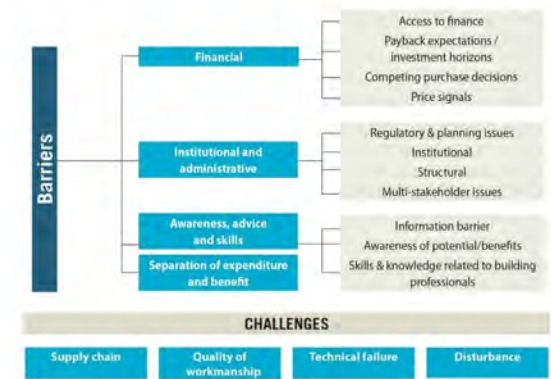 Barriers
Financial
Access to finance
Payback expectations /
investment horizons
Competing purchase decisions
Price signals
Institutional and
administrative
Regulatory & planning issues
Institutional
Structural
Multi-stakeholder issues
Awareness, advice
and skills
Information barrier
Awareness of potential/benefits
Skills & knowledge related to building
professionals
Separation of expenditure
and benefit
CHALLENGES
Supply chain
Quality of
workmanship
Technical failure
Disturbance